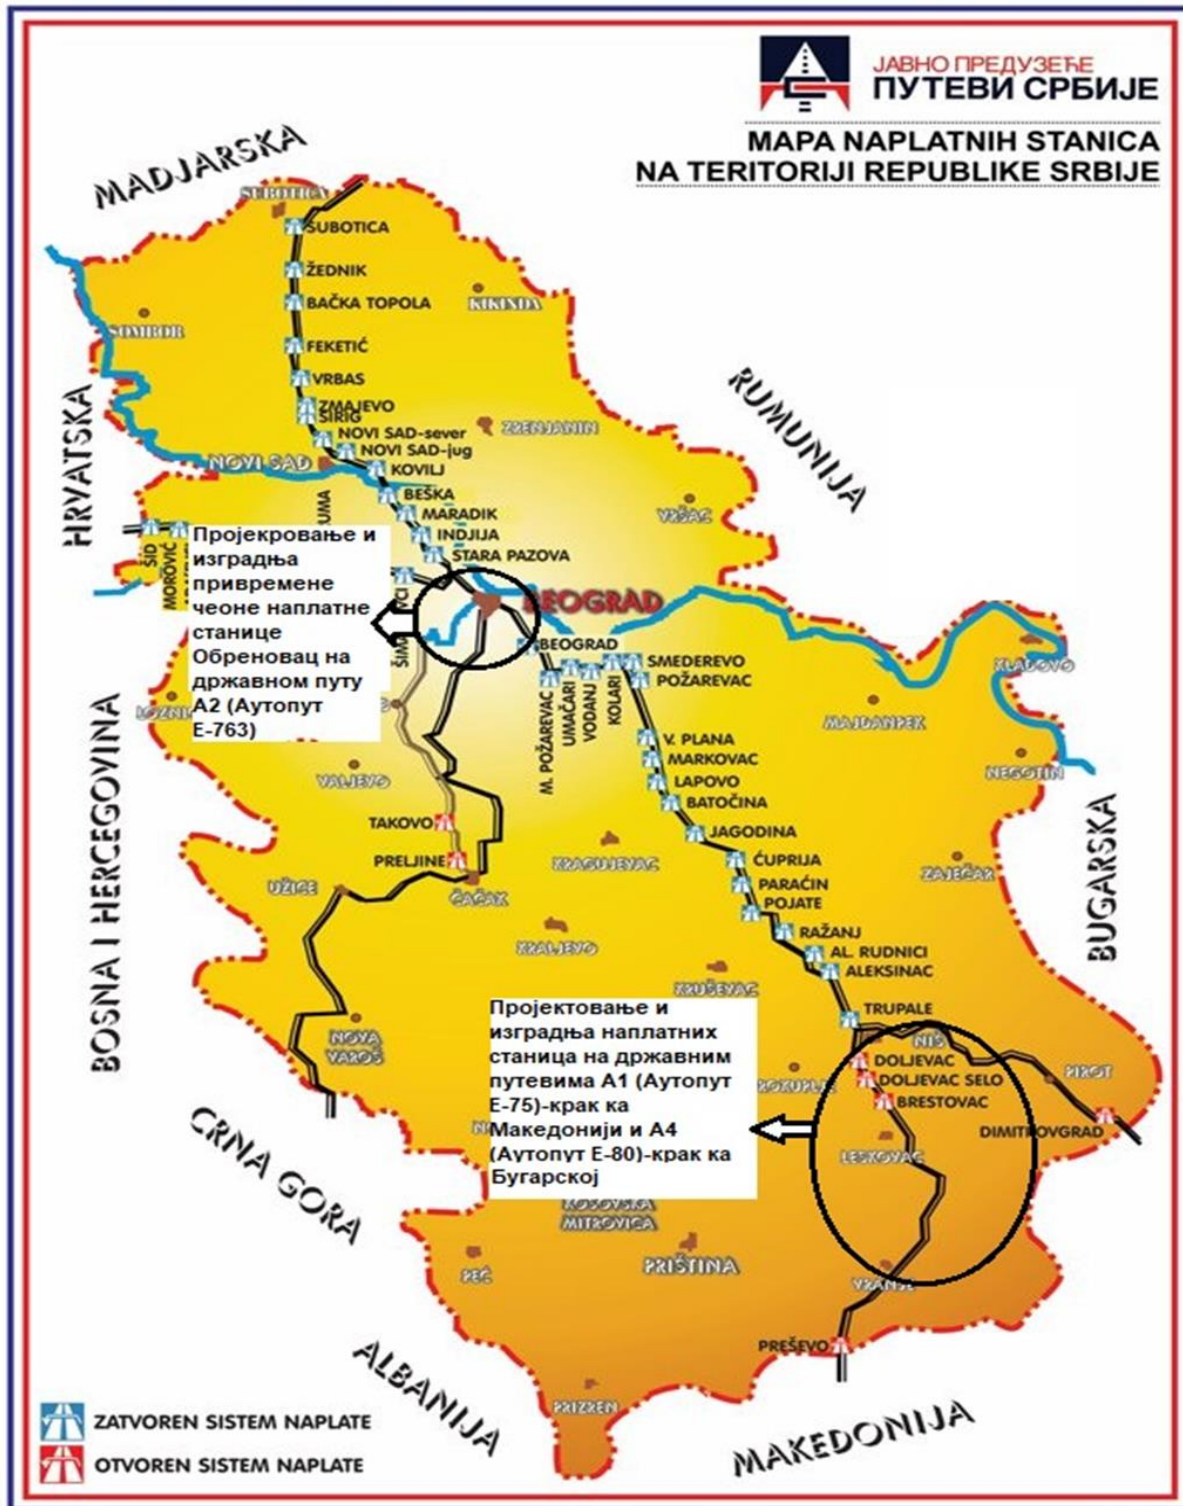 ЈАВНО ПРЕДУЗЕЋЕ
ПУТЕВИ СРБИЈЕ
MAPA NAPLATNIH STANICA
NA TERITORIJI REPUBLIKE SRBIJE
MADJARSKA
SUBOTICA
SUBOTICA
ŽEDNIK
BAČKA TOPOLA
KIKINDA
SOMBOR
FEKETIĆ
VRBAS
ZMAJEVO
SIRIG
RUMUNIJA
HRVATSKA
ZRENJANIN
NOVI SAD-sever
NOVI SAD-jug
NOVI SAD
KOVILJ
BEŠKA
RUMA
MARADIK
VRŠAC
INDJIJA
STARA PAZOVA
ŠID
MOROVIĆ
Пројекровање и
изградња
привремене
чеоне наплатне
станице
Обреновац на
државном путу
А2 (Аутопут
Е-763)
BEOGRAD
BEOGRAD
SMEDEREVO
POŽAREVAC
M. POŽAREVAC
UMAČARI
VODANJ
KOLARI
KLADOVO
MAJDANPEK
NEGOTIN
V. PLANA
MARKOVAC
LAPOVO
BATOČINA
JAGODINA
VALJEVO
TAKOVO
PRELJINE
ČAČAK
UŽICE
KRAGUJEVAC
ĆUPRIJA
PARAĆIN
POJATE
ZAJEČAR
BOSNA I HERCEGOVINA
BUGARSKA
RAŽANJ
AL. RUDNICI
ALEKSINAC
KRALJEVO
KRUŠEVAC
TRUPALE
NIŠ
NOVA
VAROŠ
Пројектовање и
изградња наплатних
станица на државним
путевима А1 (Аутопут
Е-75)-крак ка
Македонији и А4
(Аутопут Е-80)-крак ка
Бугарској
DOLJEVAC
DOLJEVAC SELO
BRESTOVAC
PIROT
DIMITROVGRAD
LESKOVAC
CRNA GORA
KOSOVSKA
MITROVICA
PEĆ
PRIŠTINA
VRANJE
PREŠEVO
ALBANIJA
PRIZREN
MAKEDONIJA
ZATVOREN SISTEM NAPLATE
OTVOREN SISTEM NAPLATE